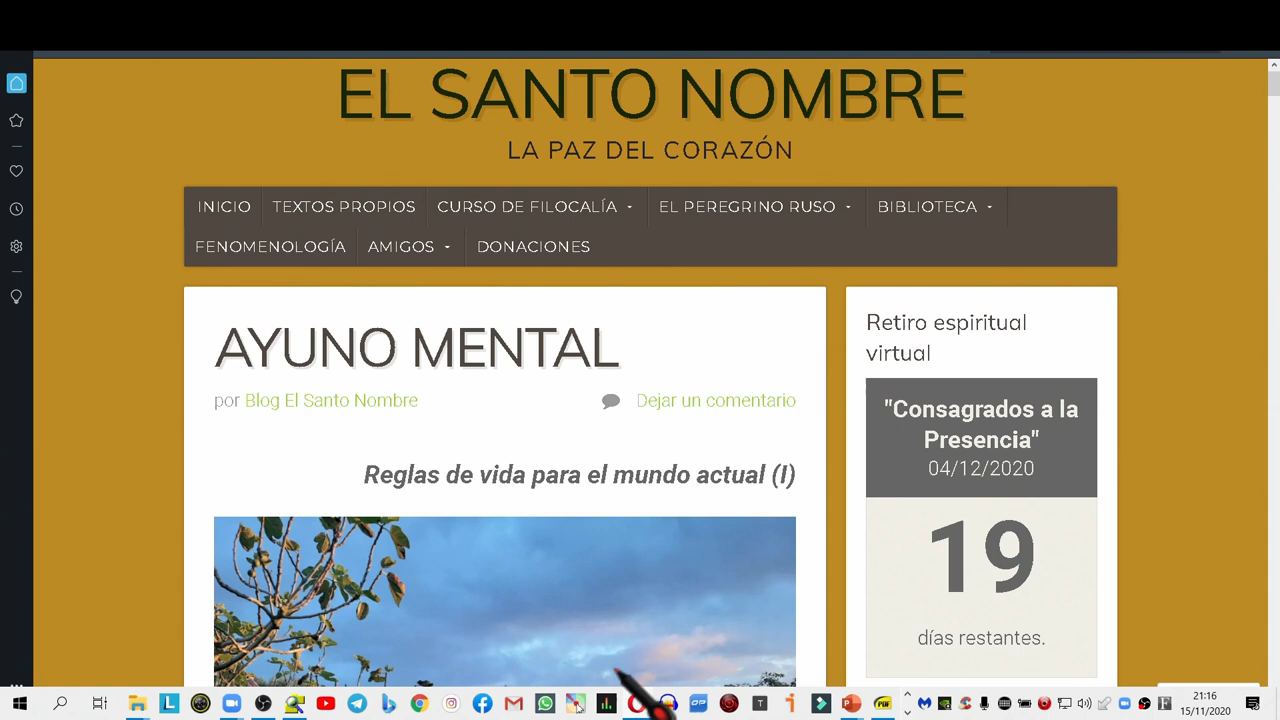 EL SANTO NOMBRE
LA PAZ DEL CORAZÓN
INICIO TEXTOS PROPIOS CURSO DE FILOCALÍA EL PEREGRINO RUSO BIBLIOTECA
FENOMENOLOGÍA AMIGOS DONACIONES
AYUNO MENTAL
por Blog El Santo Nombre Dejar un comentario
Reglas de vida para el mundo actual (I)
Retiro espiritual
virtual
"Consagrados a la
Presencia"
04/12/2020
19
días restantes.
21:16
15/11/2020